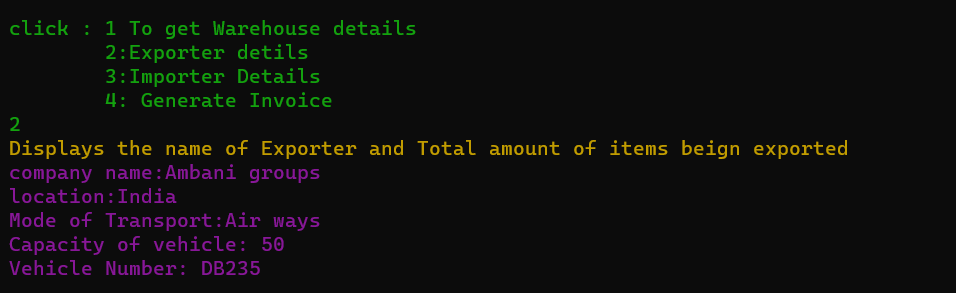 click : 1 To get Warehouse details
2:Exporter detils
3:Importer Details
4: Generate Invoice
2
Displays the name of Exporter and Total amount of items beign exported
company name:Ambani groups
location:India
Mode of Transport:Air ways
Capacity of vehicle: 50
Vehicle Number: DB235